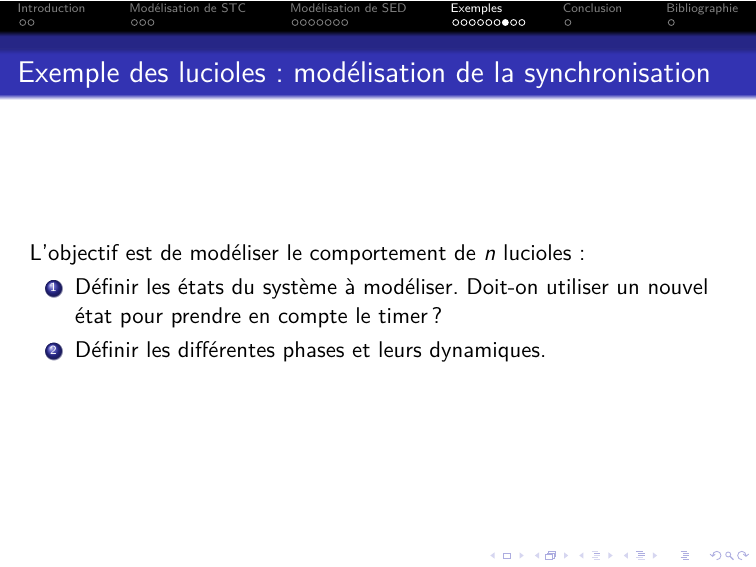 Introduction Modélisation de STC Modélisation de SED Exemples Conclusion Bibliographie
Exemple des lucioles : modélisation de la synchronisation
L'objectif est de modéliser le comportement de n lucioles :
1 Définir les états du système à modéliser. Doit-on utiliser un nouvel
état pour prendre en compte le timer ?
2 Définir les différentes phases et leurs dynamiques.